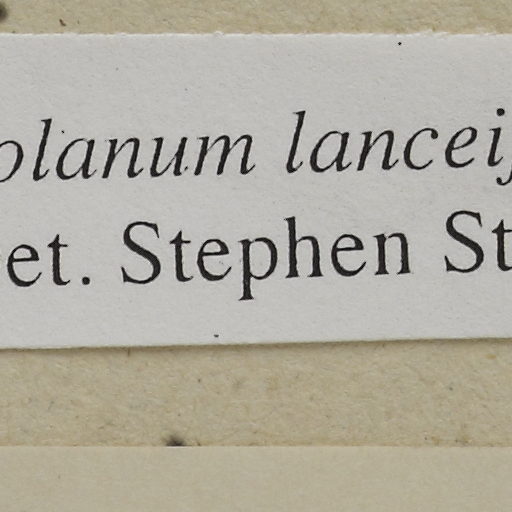 olanum lancei
et. Stephen St